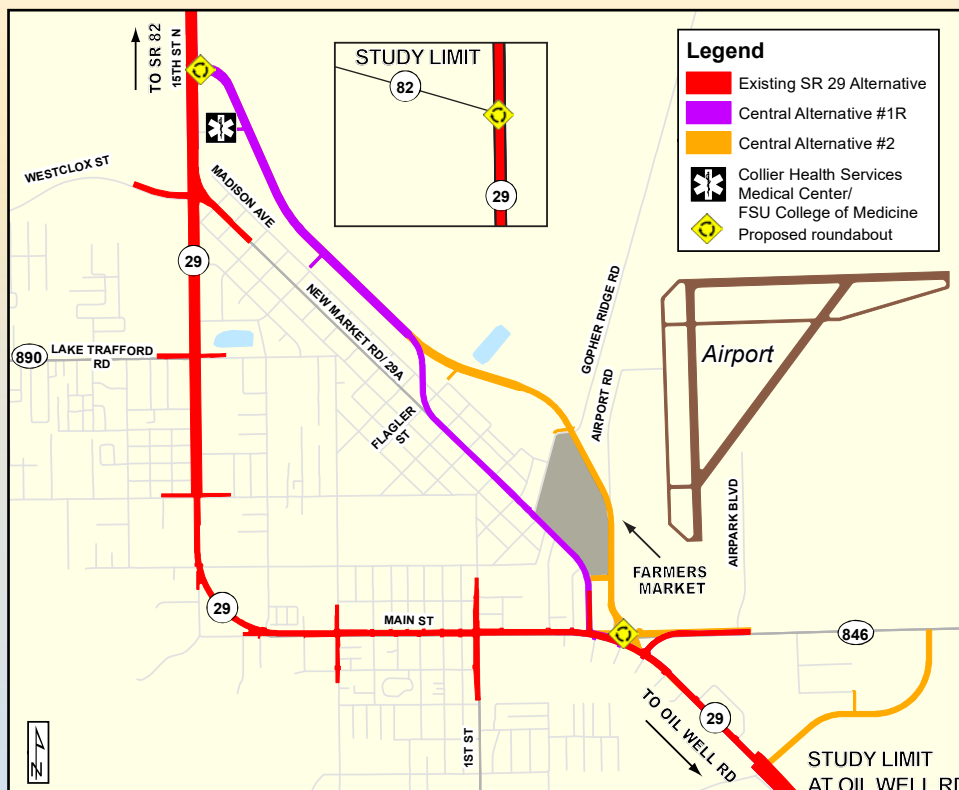 TO SR 82
15TH ST N
STUDY LIMIT
82
29
Legend
Existing SR 29 Alternative
Central Alternative #1R
Central Alternative #2
Collier Health Services
Medical Center/
FSU College of Medicine
Proposed roundabout
WESTCLOX ST
MADISON AVE
29
NEW MARKET RD/ 29A
GOPHER RIDGE RD
890
LAKE TRAFFORD
RD
Airport
AIRPORT RD
FLAGLER
ST
AIRPARK BLVD
FARMERS
MARKET
29
MAIN ST
846
1ST ST
TO OIL WELL RD
29
N
STUDY LIMIT
AT OIL WELL RD